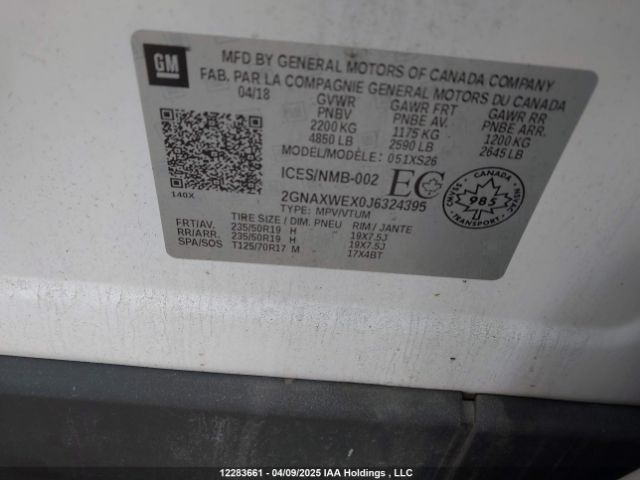 GM
MFD BY GENERAL MOTORS OF CANADA COMPANY
FAB. PAR LA COMPAGNIE GENERAL MOTORS DU CANADA
04/18 GVWR GAWR FRT GAWR RR
PNBV PNBE AV. PNBE ARR.
2200 KG 1175 KG 1200 KG
4850 LB 2590 LB 2645 LB
MODEL/MODÈLE: 051XS26
ICES/NMB-002 EC
CANADA
985
140X
2GNAXWEX0J6324395
TYPE: MPV/VTUM
TIRE SIZE / DIM. PNEU RIM / JANTE
FRT/AV. 235/50R19 H 19X7.5J
RR/ARR. 235/50R19 H 19X7.5J
SPA/SOS T125/70R17 M 17X4BT
12283661 - 04/09/2025 IAA Holdings , LLC